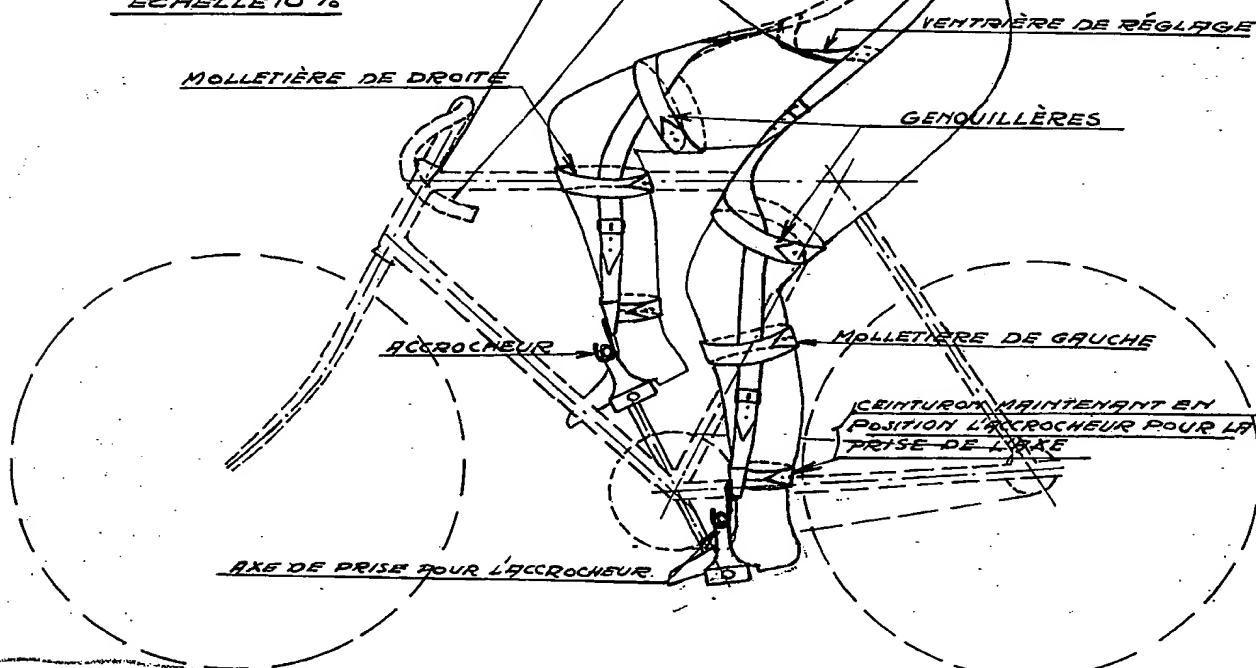 ECHELLE 10 %
VENTRIÈRE DE RÉGLAGE
MOLLETIÈRE DE DROITE
GENOUILLÈRES
ACCROCHEUR
MOLLETIÈRE DE GAUCHE
CEINTURON MAINTENANT EN
POSITION L'ACCROCHEUR POUR LA
PRISE DE L'AXE
AXE DE PRISE POUR L'ACCROCHEUR